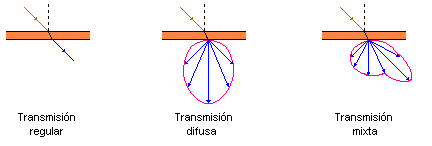 Transmisión
regular
Transmisión
difusa
Transmisión
mixta